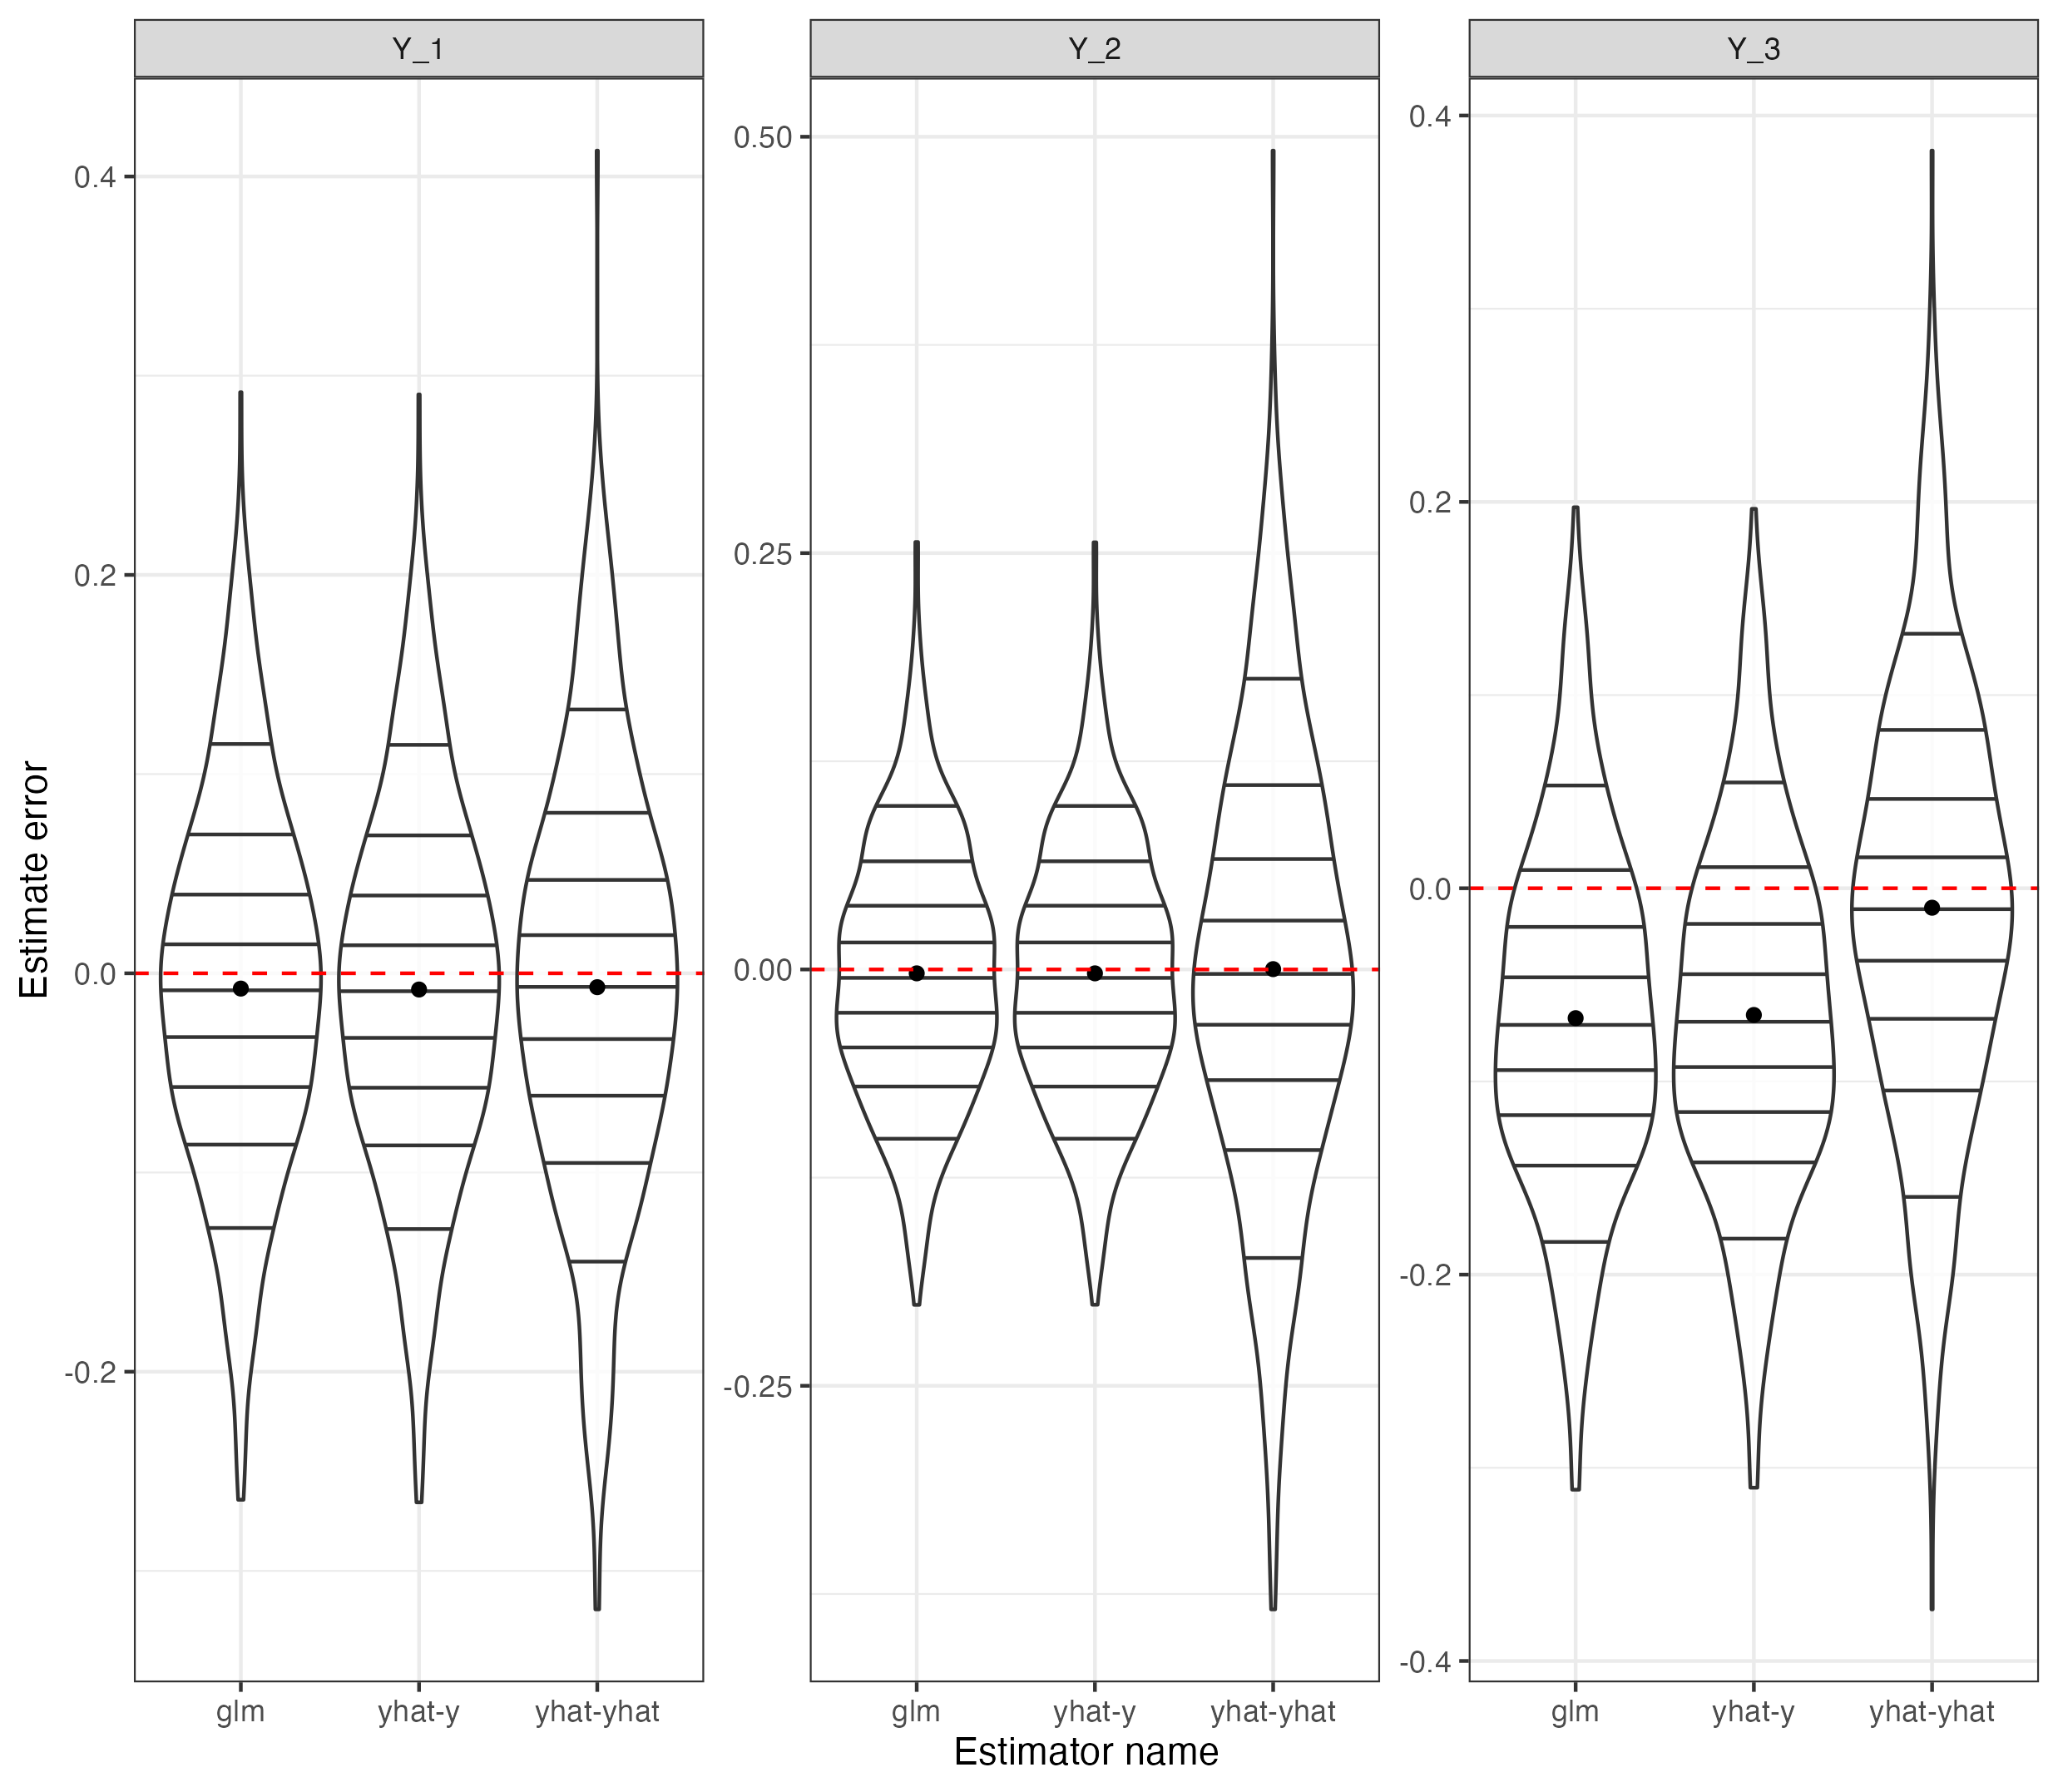 Y_1
Y_2
Y_3
Estimate error
0.4
0.2
0.0
-0.2
0.50
0.25
0.00
-0.25
0.4
0.2
0.0
-0.2
-0.4
glm yhat-y yhat-yhat
glm yhat-y yhat-yhat
glm yhat-y yhat-yhat
Estimator name